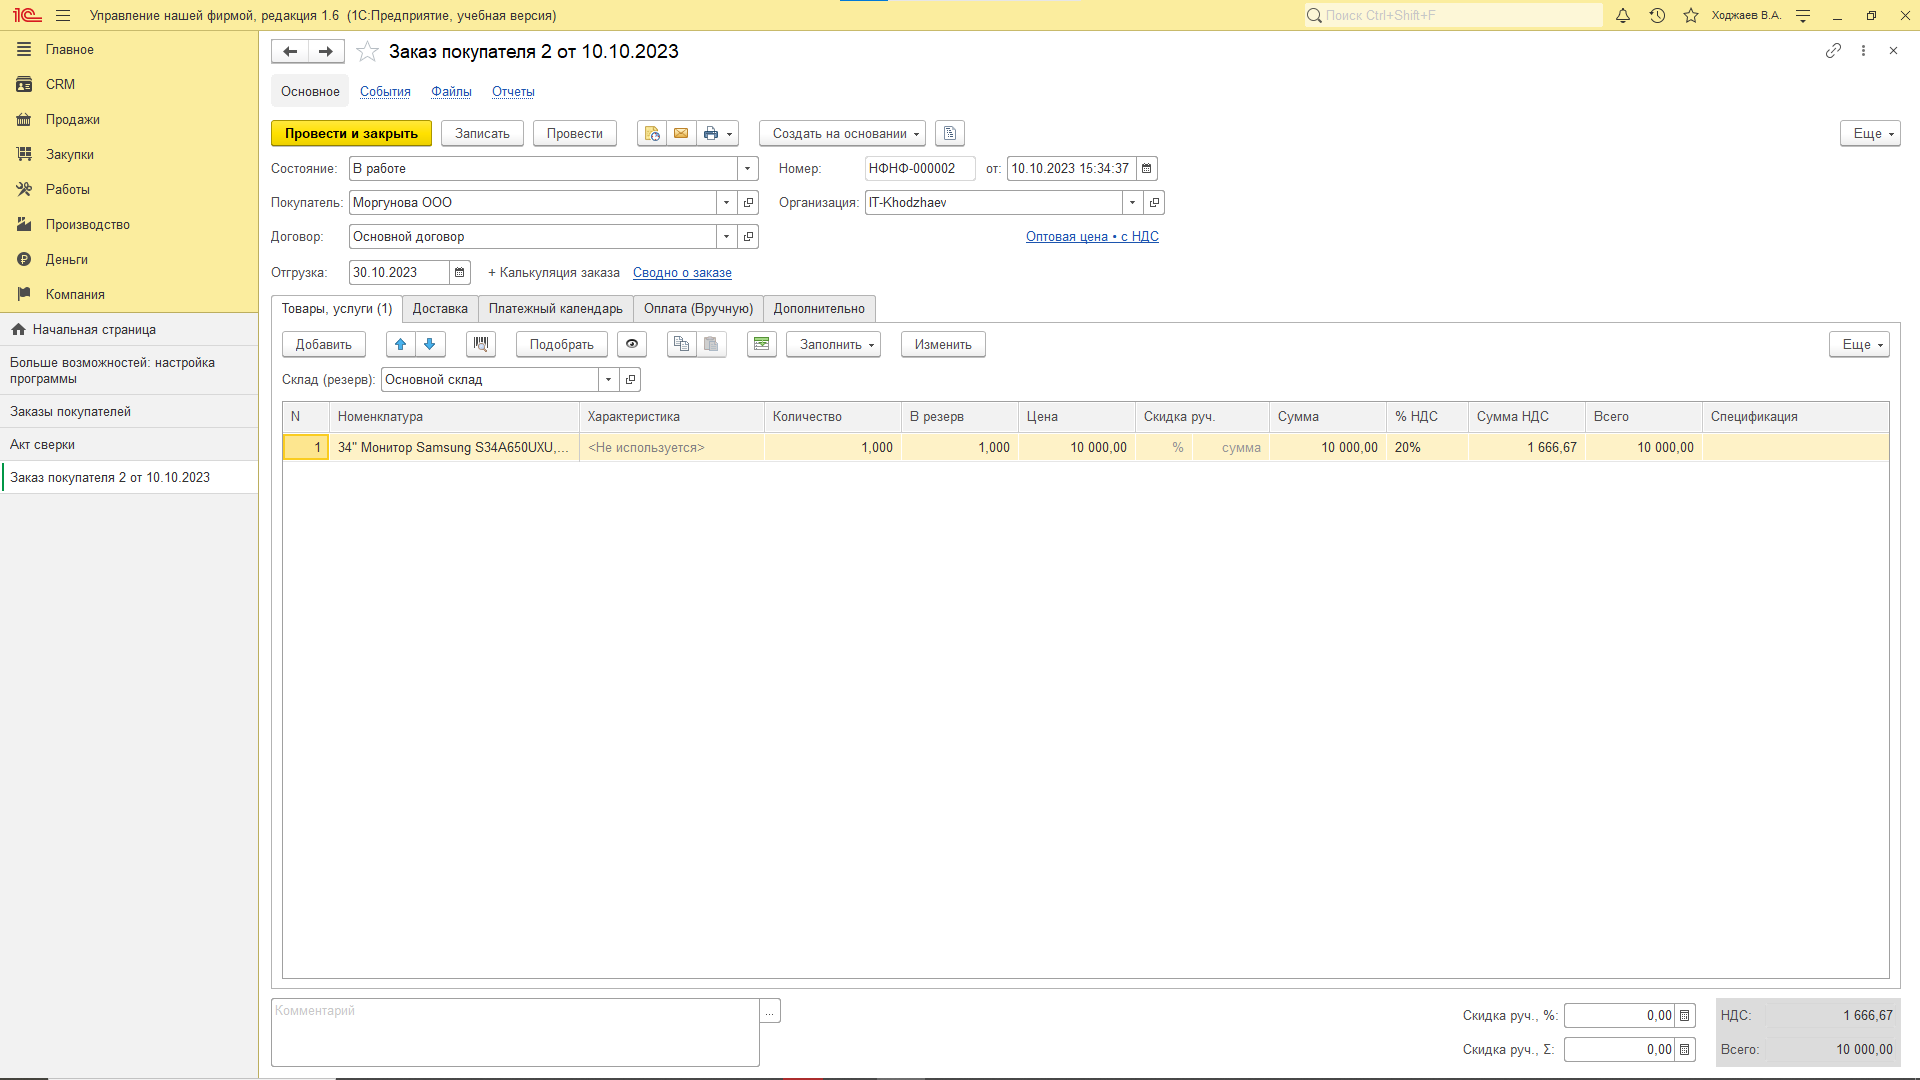 Управление нашей фирмой, редакция 1.6 (1С:Предприятие, учебная версия)
Поиск Ctrl+Shift+F
Ходжаев В.А.
Главное
CRM
Продажи
Закупки
Работы
Производство
Деньги
Компания
Начальная страница
Больше возможностей: настройка
программы
Заказы покупателей
Акт сверки
Заказ покупателя 2 от 10.10.2023
Заказ покупателя 2 от 10.10.2023
Основное События Файлы Отчеты
Провести и закрыть Записать Провести Создать на основании Еще
Состояние: В работе Номер: НФНФ-000002 от: 10.10.2023 15:34:37
Покупатель: Моргунова ООО Организация: IT-Khodzhaev
Договор: Основной договор Оптовая цена • с НДС
Отгрузка: 30.10.2023 + Калькуляция заказа Сводно о заказе
Товары, услуги (1) Доставка Платежный календарь Оплата (Вручную) Дополнительно
Добавить Подобрать Заполнить Изменить Еще
Склад (резерв): Основной склад
N Номенклатура Характеристика Количество В резерв Цена Скидка руч. Сумма % НДС Сумма НДС Всего Спецификация
1 34" Монитор Samsung S34A650UXU,... <Не используется> 1,000 1,000 10 000,00 % сумма 10 000,00 20% 1 666,67 10 000,00
Комментарий ...
Скидка руч., %: 0,00 НДС: 1 666,67
Скидка руч., Σ: 0,00 Всего: 10 000,00